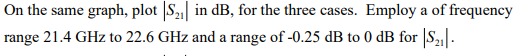 On the same graph, plot |S₂₁| in dB, for the three cases. Employ a of frequency
range 21.4 GHz to 22.6 GHz and a range of -0.25 dB to 0 dB for |S₂₁|.